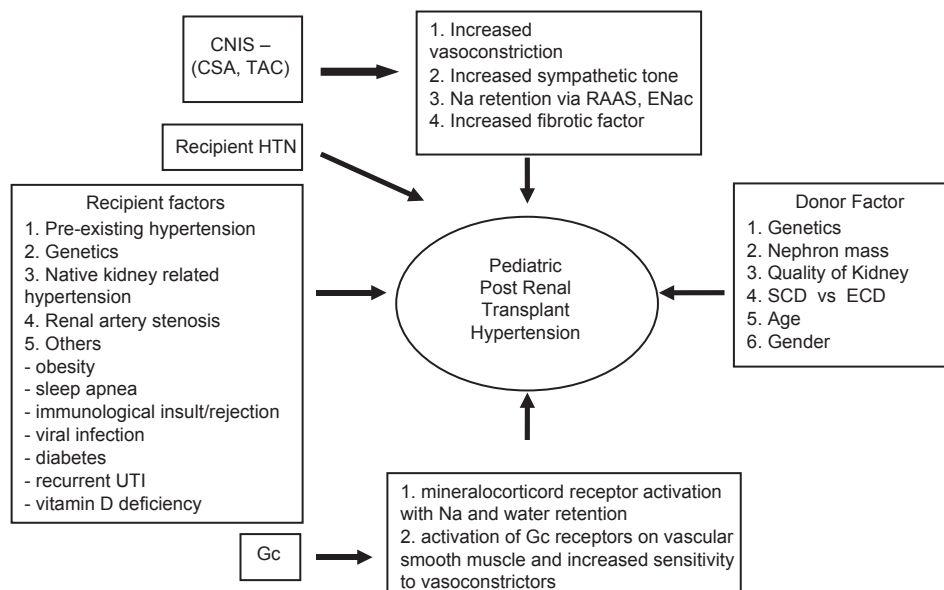 CNIS –
(CSA, TAC)
1. Increased
vasoconstriction
2. Increased sympathetic tone
3. Na retention via RAAS, ENac
4. Increased fibrotic factor
Recipient HTN
Recipient factors
1. Pre-existing hypertension
2. Genetics
3. Native kidney related
hypertension
4. Renal artery stenosis
5. Others
- obesity
- sleep apnea
- immunological insult/rejection
- viral infection
- diabetes
- recurrent UTI
- vitamin D deficiency
Pediatric
Post Renal
Transplant
Hypertension
Donor Factor
1. Genetics
2. Nephron mass
3. Quality of Kidney
4. SCD vs ECD
5. Age
6. Gender
Gc
1. mineralocorticord receptor activation
with Na and water retention
2. activation of Gc receptors on vascular
smooth muscle and increased sensitivity
to vasoconstrictors